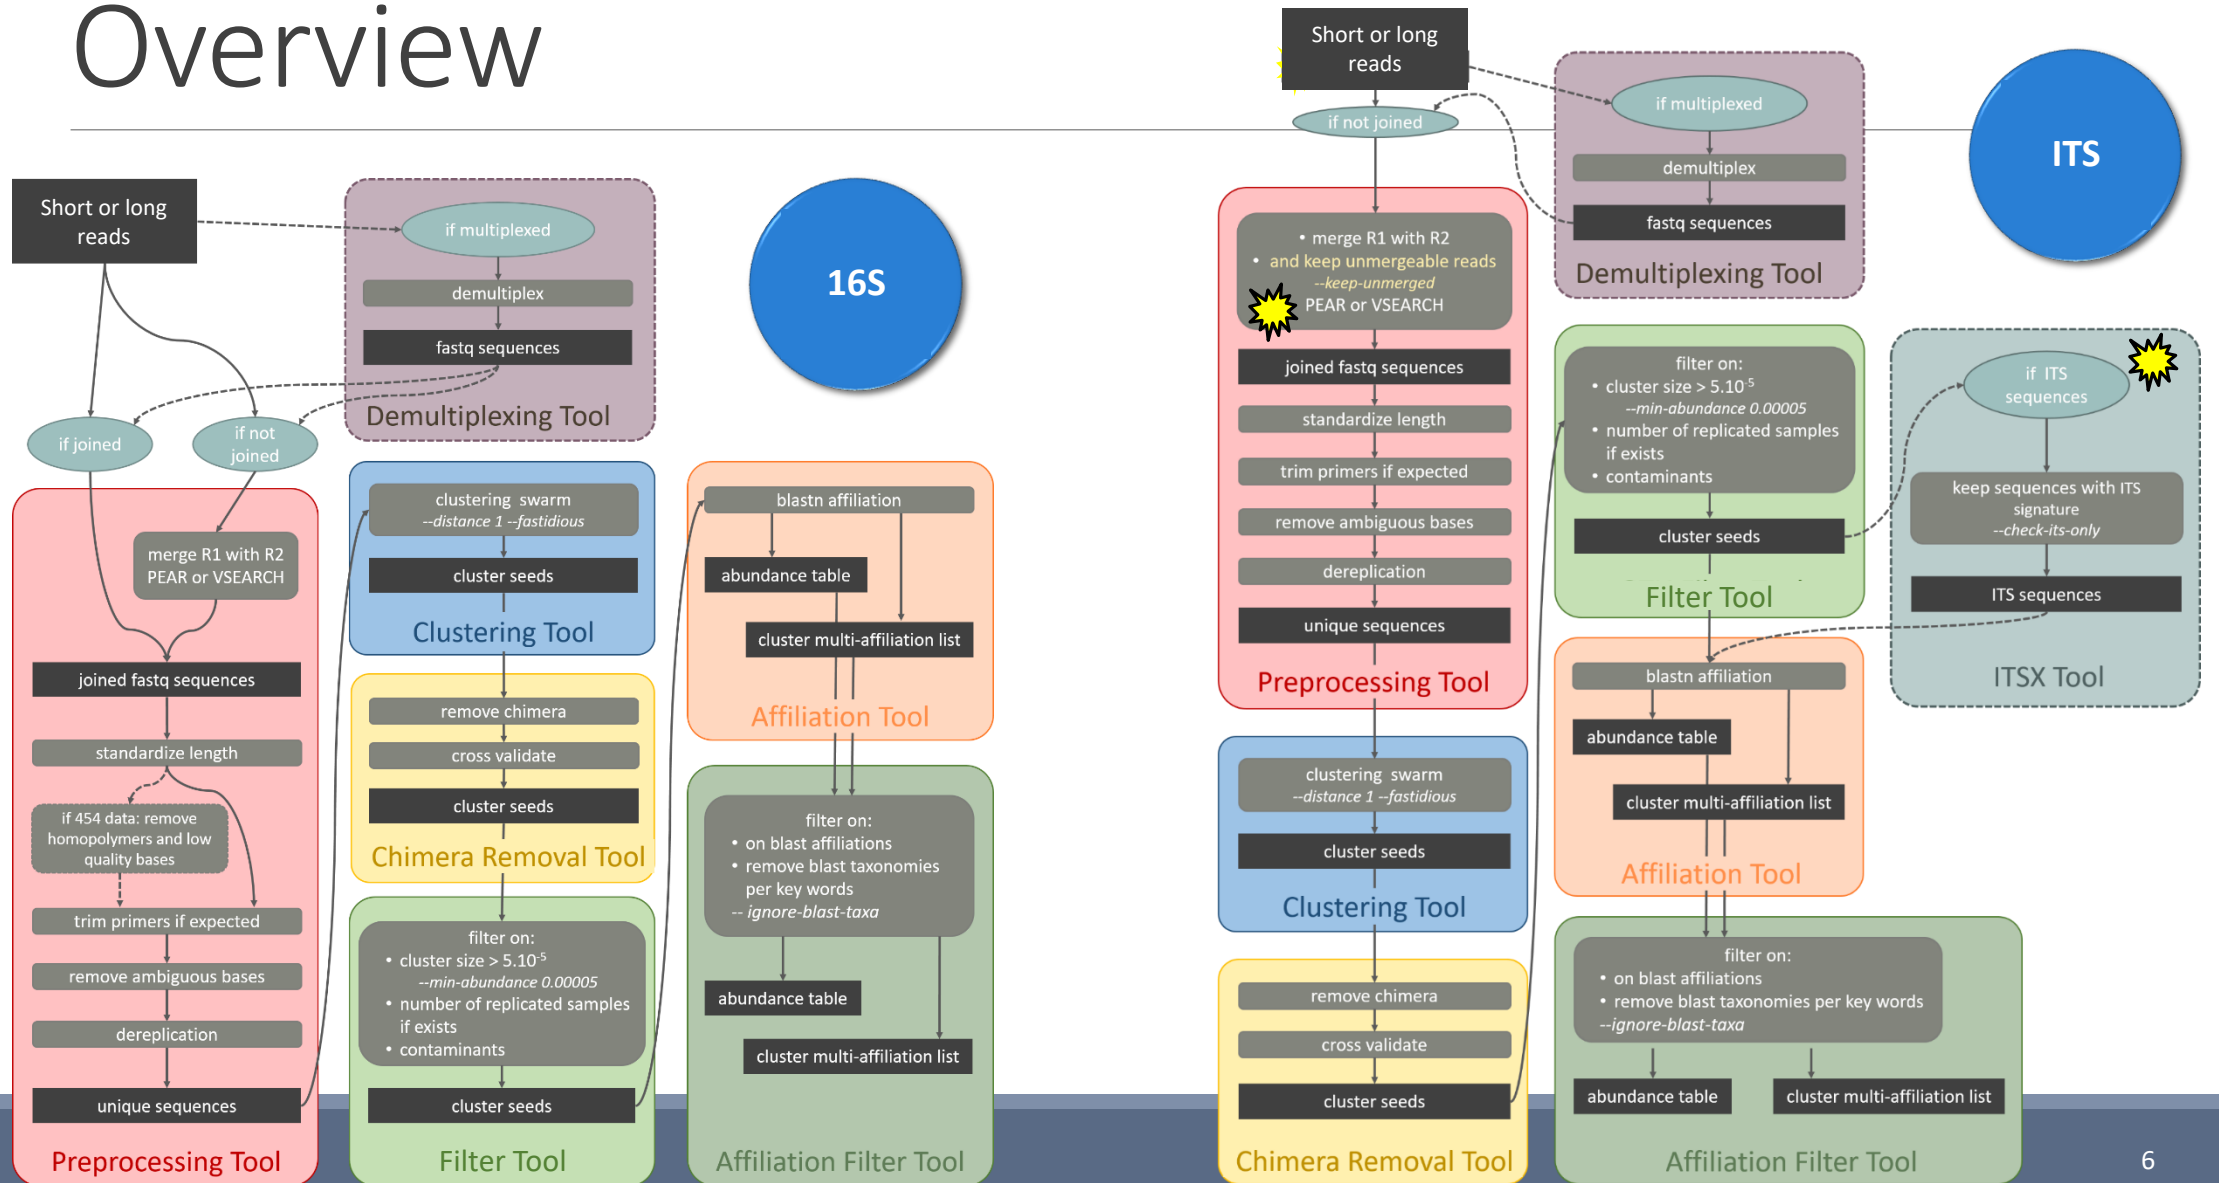 Overview
Short or long
reads
if multiplexed
demultiplex
fastq sequences
Demultiplexing Tool
16S
if joined
if not
joined
merge R1 with R2
PEAR or VSEARCH
joined fastq sequences
standardize length
if 454 data: remove
homopolymers and low
quality bases
trim primers if expected
remove ambiguous bases
dereplication
unique sequences
Preprocessing Tool
clustering swarm
--distance 1 --fastidious
cluster seeds
Clustering Tool
remove chimera
cross validate
cluster seeds
Chimera Removal Tool
filter on:
• cluster size > 5.10⁻⁵
--min-abundance 0.00005
• number of replicated samples
if exists
• contaminants
cluster seeds
Filter Tool
blastn affiliation
abundance table
cluster multi-affiliation list
Affiliation Tool
filter on:
• on blast affiliations
• remove blast taxonomies
per key words
-- ignore-blast-taxa
abundance table
cluster multi-affiliation list
Affiliation Filter Tool
Short or long
reads
if not joined
if multiplexed
demultiplex
fastq sequences
Demultiplexing Tool
ITS
• merge R1 with R2
• and keep unmergeable reads
--keep-unmerged
PEAR or VSEARCH
joined fastq sequences
standardize length
trim primers if expected
remove ambiguous bases
dereplication
unique sequences
Preprocessing Tool
clustering swarm
--distance 1 --fastidious
cluster seeds
Clustering Tool
remove chimera
cross validate
cluster seeds
Chimera Removal Tool
filter on:
• cluster size > 5.10⁻⁵
--min-abundance 0.00005
• number of replicated samples
if exists
• contaminants
cluster seeds
Filter Tool
if ITS
sequences
keep sequences with ITS
signature
--check-its-only
ITS sequences
ITSX Tool
blastn affiliation
abundance table
cluster multi-affiliation list
Affiliation Tool
filter on:
• on blast affiliations
• remove blast taxonomies per key words
--ignore-blast-taxa
abundance table
cluster multi-affiliation list
Affiliation Filter Tool
6